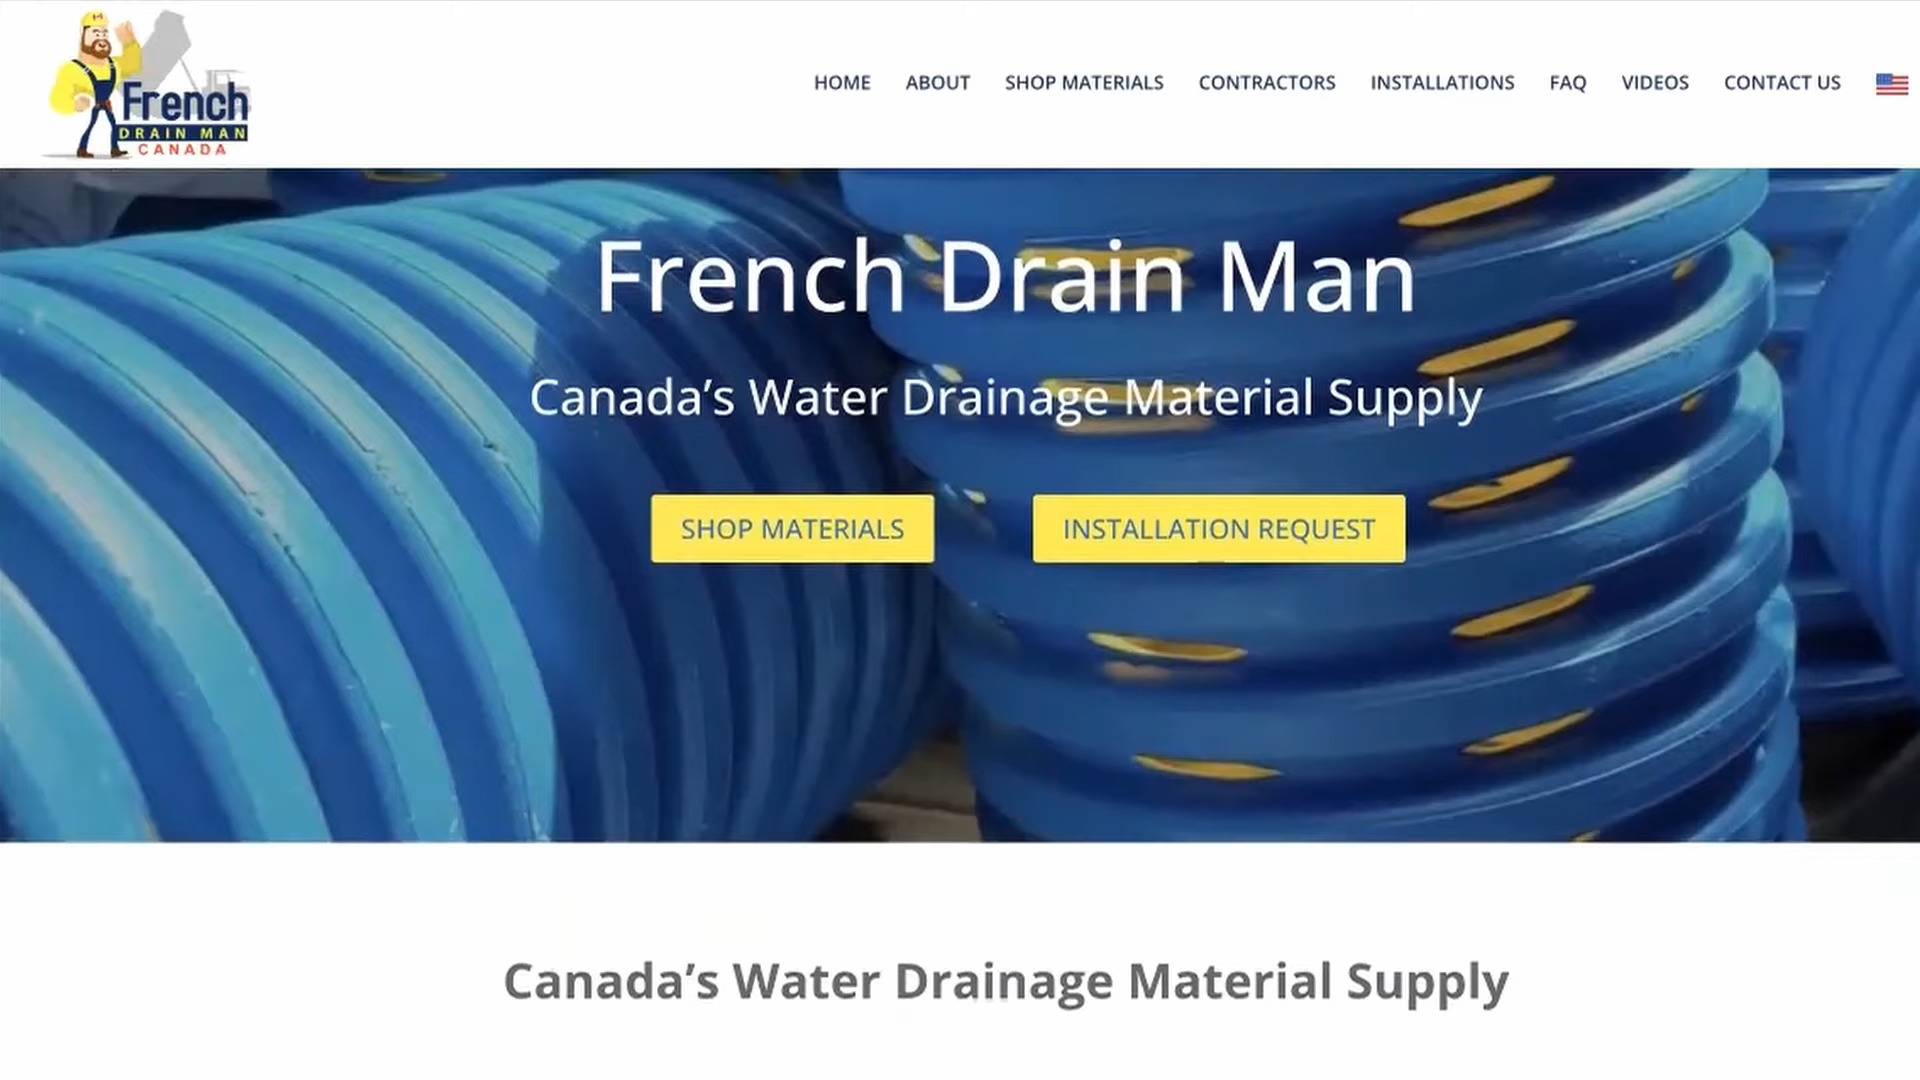 French
DRAIN MAN
CANADA
HOME ABOUT SHOP MATERIALS CONTRACTORS INSTALLATIONS FAQ VIDEOS CONTACT US
French Drain Man
Canada’s Water Drainage Material Supply
SHOP MATERIALS INSTALLATION REQUEST
Canada’s Water Drainage Material Supply